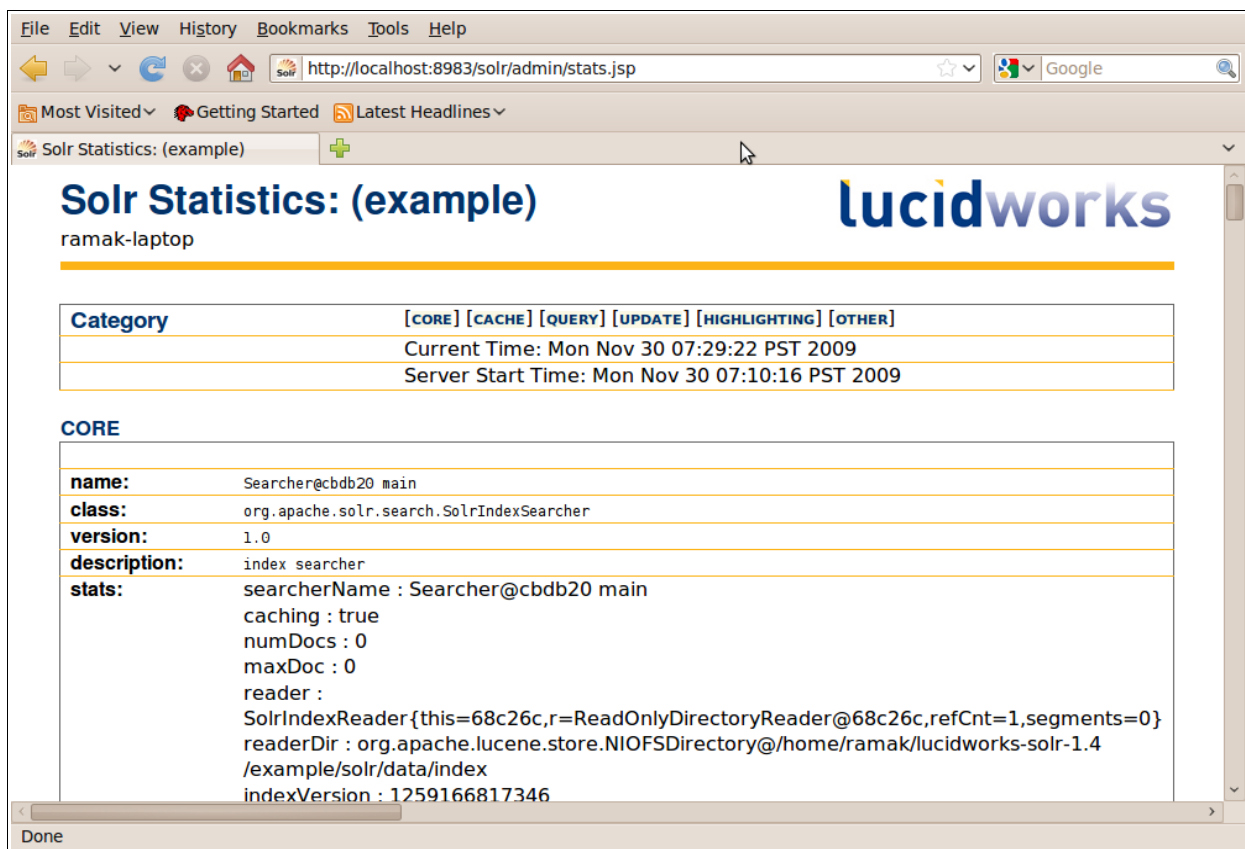 File Edit View History Bookmarks Tools Help
Solr http://localhost:8983/solr/admin/stats.jsp Google
Most Visited Getting Started Latest Headlines
Solr Solr Statistics: (example)
Solr Statistics: (example)
lucidworks
ramak-laptop
Category [CORE] [CACHE] [QUERY] [UPDATE] [HIGHLIGHTING] [OTHER]
Current Time: Mon Nov 30 07:29:22 PST 2009
Server Start Time: Mon Nov 30 07:10:16 PST 2009
CORE
name: Searcher@cbdb20 main
class: org.apache.solr.search.SolrIndexSearcher
version: 1.0
description: index searcher
stats: searcherName : Searcher@cbdb20 main
caching : true
numDocs : 0
maxDoc : 0
reader :
SolrIndexReader{this=68c26c,r=ReadOnlyDirectoryReader@68c26c,refCnt=1,segments=0}
readerDir : org.apache.lucene.store.NIOFSDirectory@/home/ramak/lucidworks-solr-1.4
/example/solr/data/index
indexVersion : 1259166817346
Done